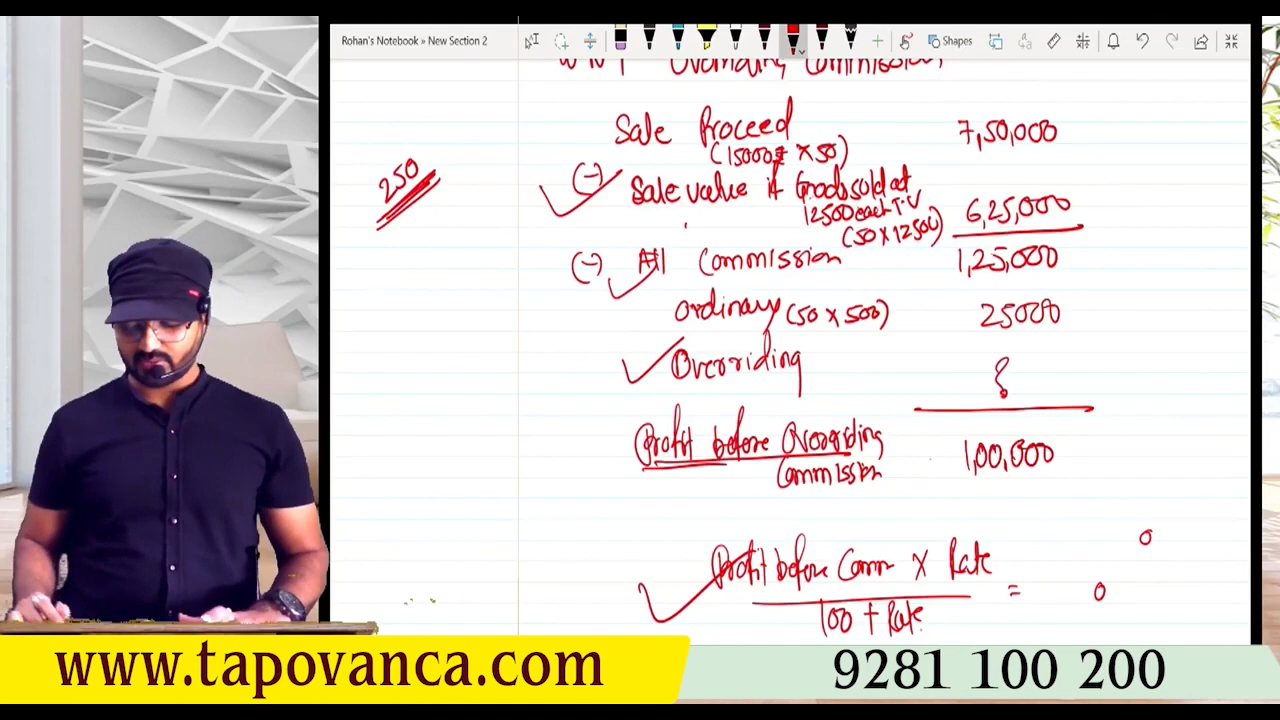 Rohan's Notebook » New Section 2
Shapes
Overriding Commission
Sale Proceed 7,50,000
(15000 × 50)
(-) Sale value if Goods sold at
12500 each T.V 6,25,000
(50 × 12500)
(-) All Commission 1,25,000
ordinary (50 × 500) 25000
Overriding ?
Profit before Overriding 1,00,000
Commission
250
Profit before Comm × Rate
=
100 + Rate
www.tapovanca.com
9281 100 200